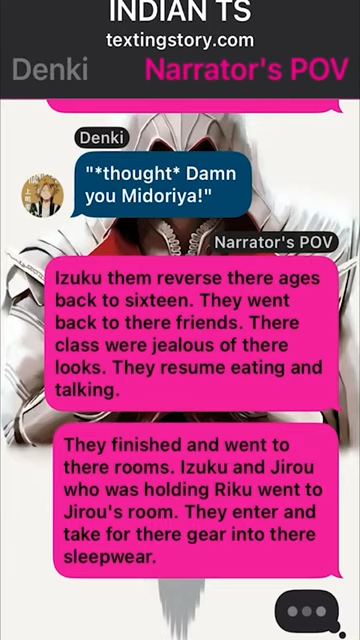 INDIAN TS
textingstory.com
Denki Narrator's POV
Denki
"*thought* Damn
you Midoriya!"
Narrator's POV
Izuku them reverse there ages
back to sixteen. They went
back to there friends. There
class were jealous of there
looks. They resume eating and
talking.
They finished and went to
there rooms. Izuku and Jirou
who was holding Riku went to
Jirou's room. They enter and
take for there gear into there
sleepwear.